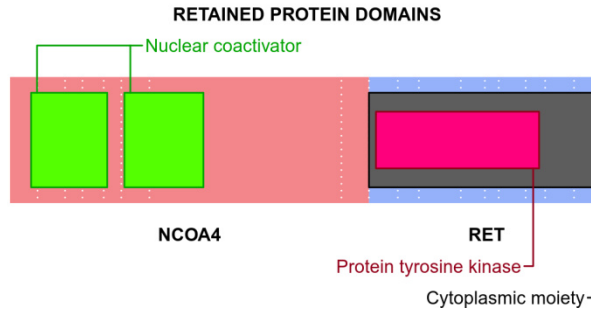 RETAINED PROTEIN DOMAINS
Nuclear coactivator
NCOA4
RET
Protein tyrosine kinase
Cytoplasmic moiety